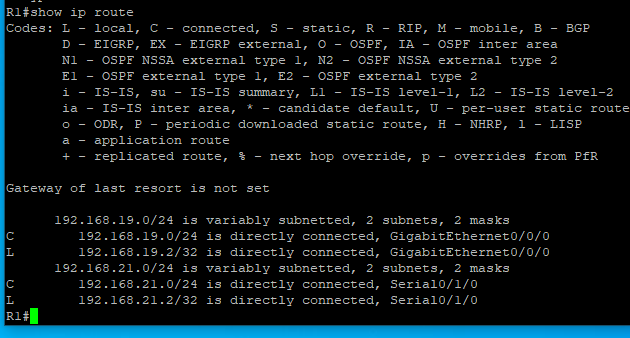 R1#show ip route
Codes: L - local, C - connected, S - static, R - RIP, M - mobile, B - BGP
       D - EIGRP, EX - EIGRP external, O - OSPF, IA - OSPF inter area
       N1 - OSPF NSSA external type 1, N2 - OSPF NSSA external type 2
       E1 - OSPF external type 1, E2 - OSPF external type 2
       i - IS-IS, su - IS-IS summary, L1 - IS-IS level-1, L2 - IS-IS level-2
       ia - IS-IS inter area, * - candidate default, U - per-user static route
       o - ODR, P - periodic downloaded static route, H - NHRP, l - LISP
       a - application route
       + - replicated route, % - next hop override, p - overrides from PfR
Gateway of last resort is not set
      192.168.19.0/24 is variably subnetted, 2 subnets, 2 masks
C        192.168.19.0/24 is directly connected, GigabitEthernet0/0/0
L        192.168.19.2/32 is directly connected, GigabitEthernet0/0/0
      192.168.21.0/24 is variably subnetted, 2 subnets, 2 masks
C        192.168.21.0/24 is directly connected, Serial0/1/0
L        192.168.21.2/32 is directly connected, Serial0/1/0
R1#